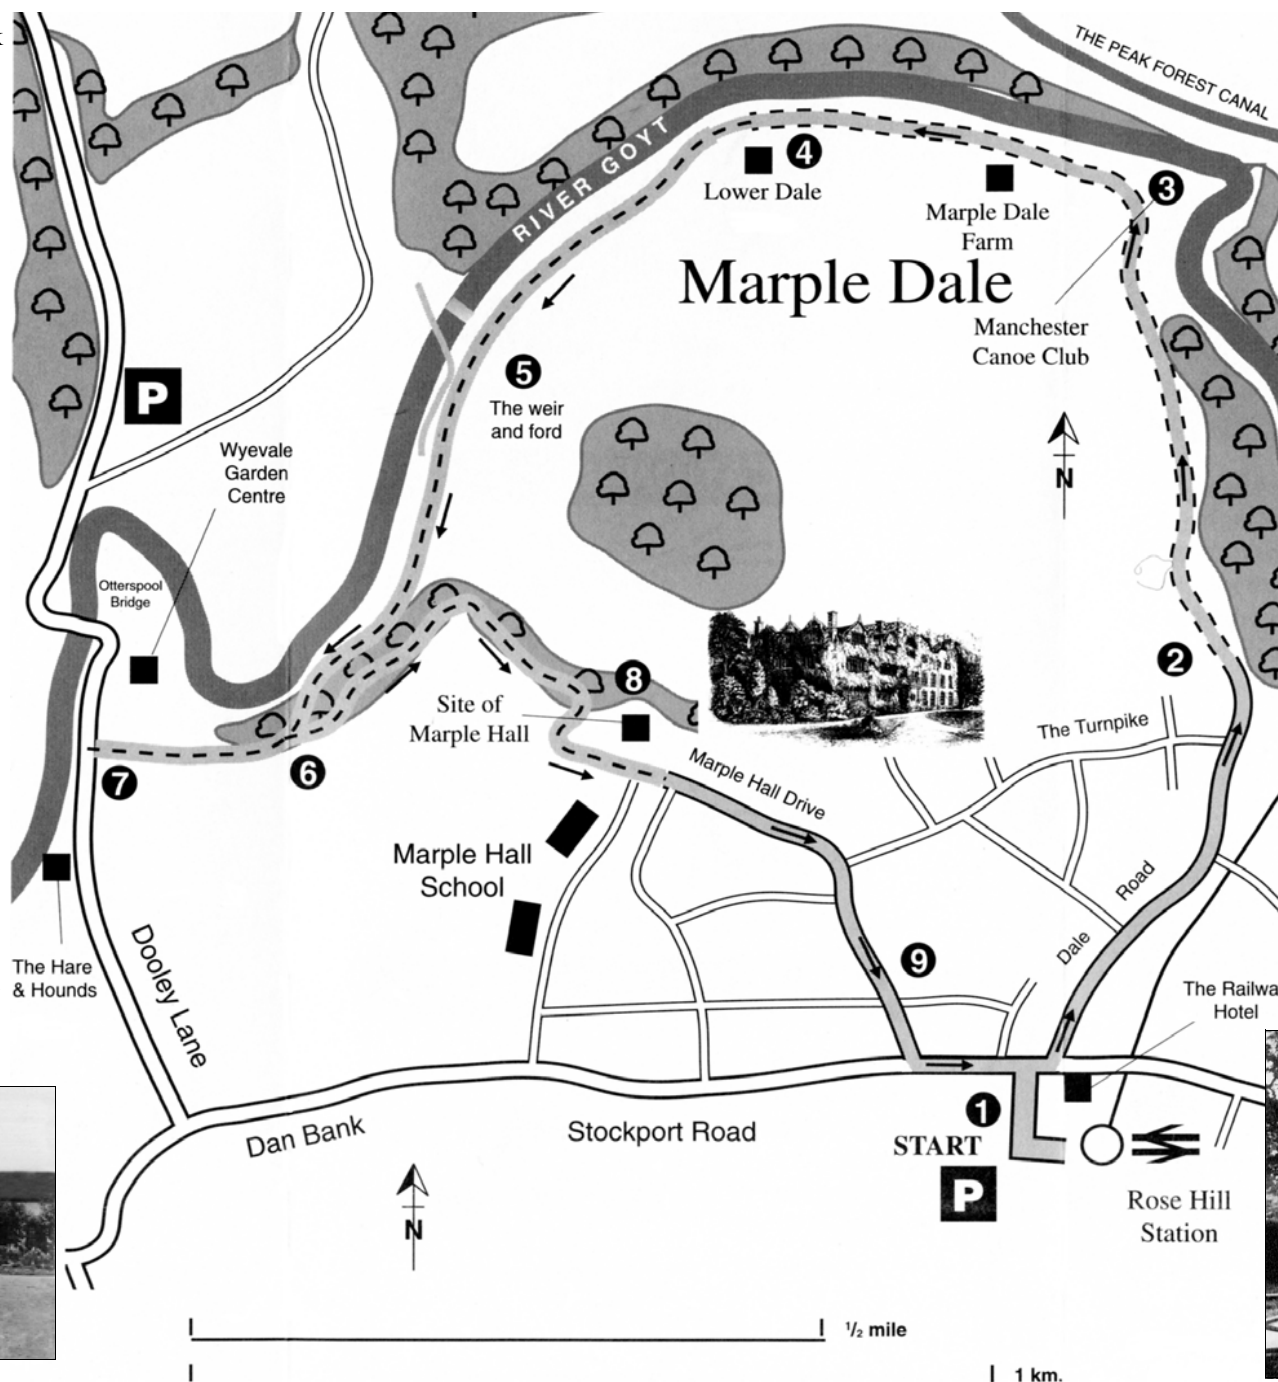 THE PEAK FOREST CANAL
RIVER GOYT
4
Lower Dale
3
Marple Dale
Farm
Marple Dale
Manchester
Canoe Club
5
The weir
and ford
P
Wyevale
Garden
Centre
N
Otterspool
Bridge
2
8
Site of
Marple Hall
The Turnpike
7
6
Marple Hall Drive
Marple Hall
School
Dale Road
9
The Hare
& Hounds
Dooley Lane
The Railwa
Hotel
1
START
Dan Bank
Stockport Road
P
Rose Hill
Station
N
1/2 mile
1 km.